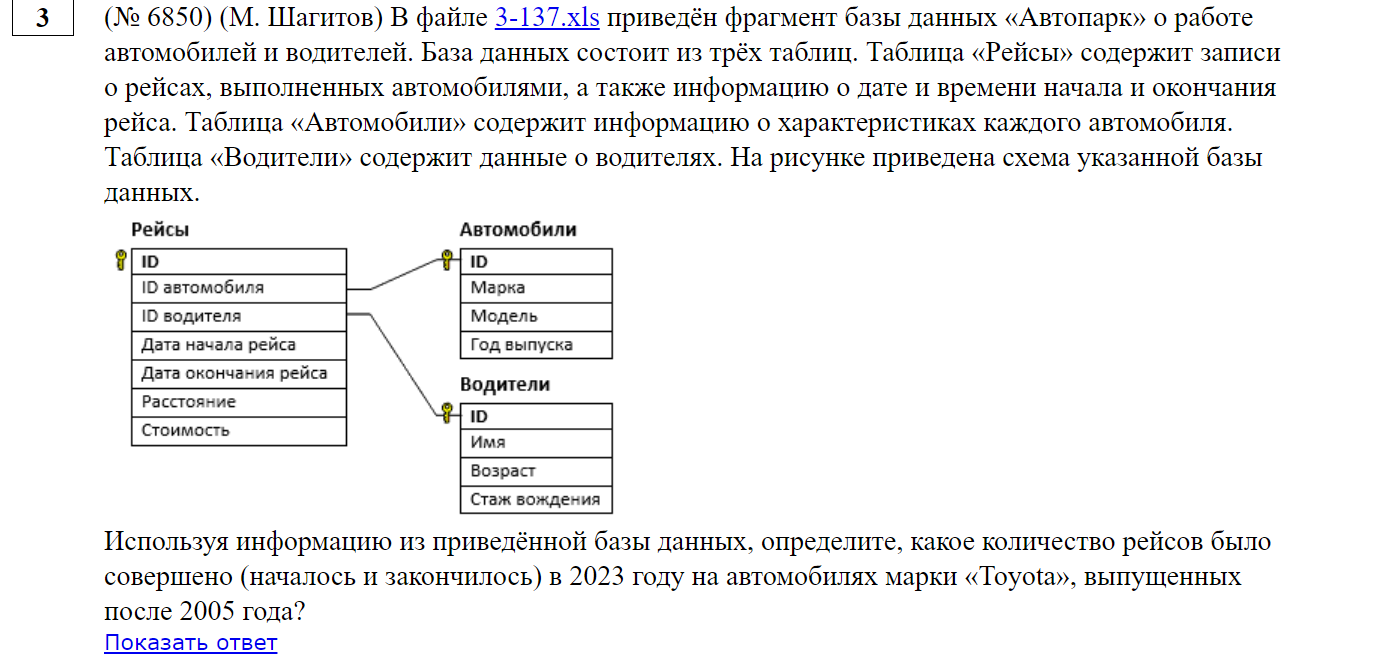 3
(№ 6850) (М. Шагитов) В файле 3-137.xls приведён фрагмент базы данных «Автопарк» о работе
автомобилей и водителей. База данных состоит из трёх таблиц. Таблица «Рейсы» содержит записи
о рейсах, выполненных автомобилями, а также информацию о дате и времени начала и окончания
рейса. Таблица «Автомобили» содержит информацию о характеристиках каждого автомобиля.
Таблица «Водители» содержит данные о водителях. На рисунке приведена схема указанной базы
данных.
Рейсы
ID
ID автомобиля
ID водителя
Дата начала рейса
Дата окончания рейса
Расстояние
Стоимость
Автомобили
ID
Марка
Модель
Год выпуска
Водители
ID
Имя
Возраст
Стаж вождения
Используя информацию из приведённой базы данных, определите, какое количество рейсов было
совершено (началось и закончилось) в 2023 году на автомобилях марки «Toyota», выпущенных
после 2005 года?
Показать ответ